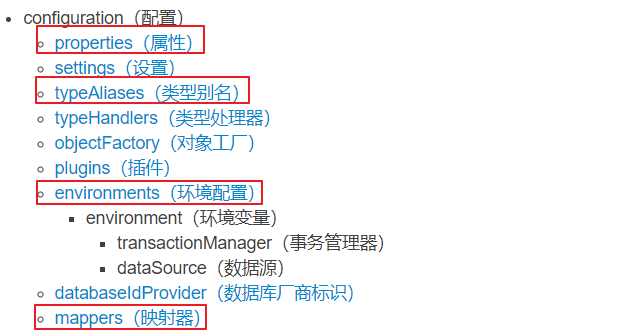 configuration（配置）
properties（属性）
settings（设置）
typeAliases（类型别名）
typeHandlers（类型处理器）
objectFactory（对象工厂）
plugins（插件）
environments（环境配置）
environment（环境变量）
transactionManager（事务管理器）
dataSource（数据源）
databaseIdProvider（数据库厂商标识）
mappers（映射器）